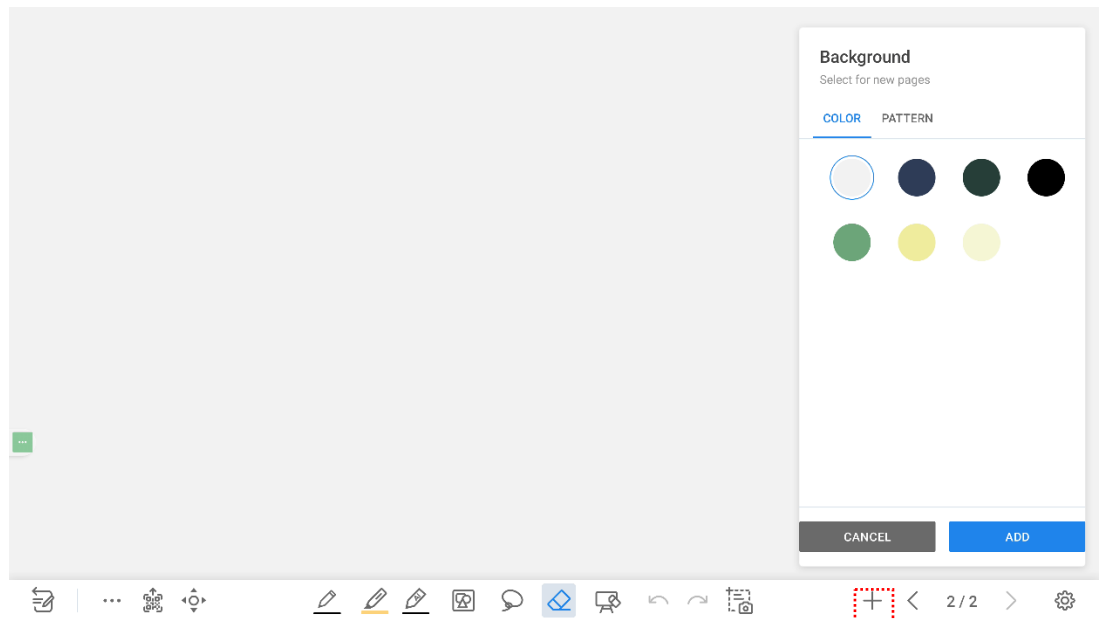 Background
Select for new pages
COLOR PATTERN
CANCEL ADD
2 / 2